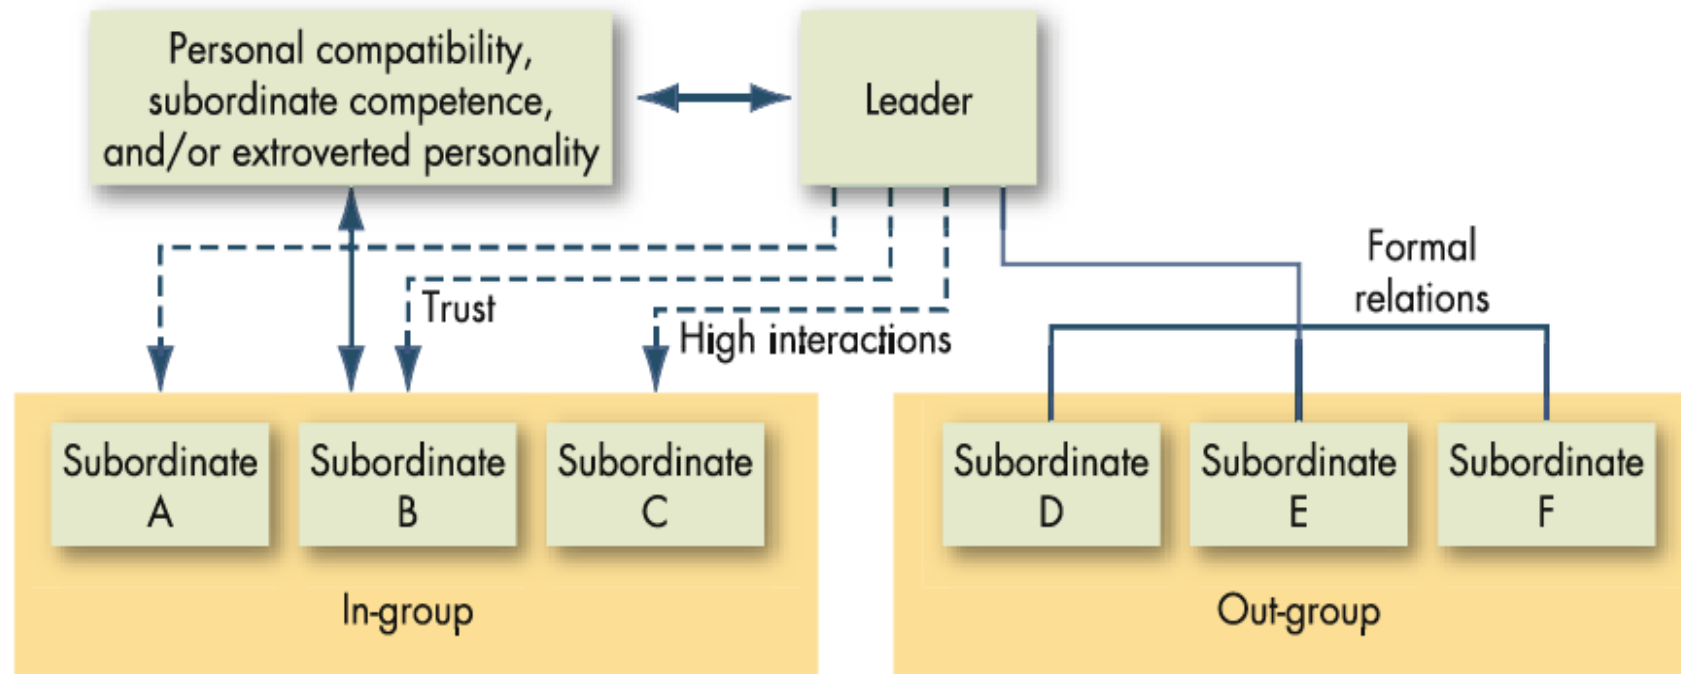 Personal compatibility,
subordinate competence,
and/or extroverted personality
Leader
Formal
relations
Trust
High interactions
Subordinate
A
Subordinate
B
Subordinate
C
Subordinate
D
Subordinate
E
Subordinate
F
In-group
Out-group